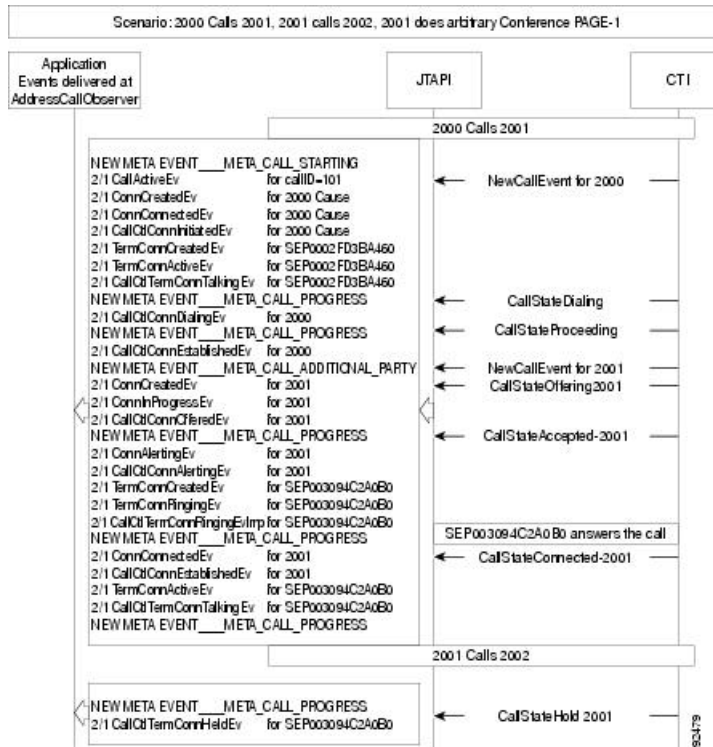 Scenario: 2000 Calls 2001, 2001 calls 2002, 2001 does arbitrary Conference PAGE-1
Application
Events delivered at
AddressCallObserver
JTAPI
CTI
2000 Calls 2001
NEW META EVENT____META_CALL_STARTING
2/1 CallActiveEv for callID=101
NewCallEvent for 2000
2/1 ConnCreatedEv for 2000 Cause
2/1 ConnConnectedEv for 2000 Cause
2/1 CallCtlConnInitiatedEv for 2000 Cause
2/1 TermConnCreatedEv for SEP0002FD3BA460
2/1 TermConnActiveEv for SEP0002FD3BA460
2/1 CallCtlTermConnTalkingEv for SEP0002FD3BA460
NEW META EVENT____META_CALL_PROGRESS
CallStateDialing
2/1 CallCtlConnDialingEv for 2000
NEW META EVENT____META_CALL_PROGRESS
CallStateProceeding
2/1 CallCtlConnEstablishedEv for 2000
NEW META EVENT____META_CALL_ADDITIONAL_PARTY
NewCallEvent for 2001
2/1 ConnCreatedEv for 2001
CallStateOffering2001
2/1 ConnInProgressEv for 2001
2/1 CallCtlConnOfferedEv for 2001
NEW META EVENT____META_CALL_PROGRESS
CallStateAccepted-2001
2/1 ConnAlertingEv for 2001
2/1 CallCtlConnAlertingEv for 2001
2/1 TermConnCreatedEv for SEP003094C2A0B0
2/1 TermConnRingingEv for SEP003094C2A0B0
2/1 CallCtlTermConnRingingEvImp for SEP003094C2A0B0
SEP003094C2A0B0 answers the call
NEW META EVENT____META_CALL_PROGRESS
2/1 ConnConnectedEv for 2001
CallStateConnected-2001
2/1 CallCtlConnEstablishedEv for 2001
2/1 TermConnActiveEv for SEP003094C2A0B0
2/1 CallCtlTermConnTalkingEv for SEP003094C2A0B0
NEW META EVENT____META_CALL_PROGRESS
2001 Calls 2002
NEW META EVENT____META_CALL_PROGRESS
2/1 CallCtlTermConnHeldEv for SEP003094C2A0B0
CallStateHold 2001
92479